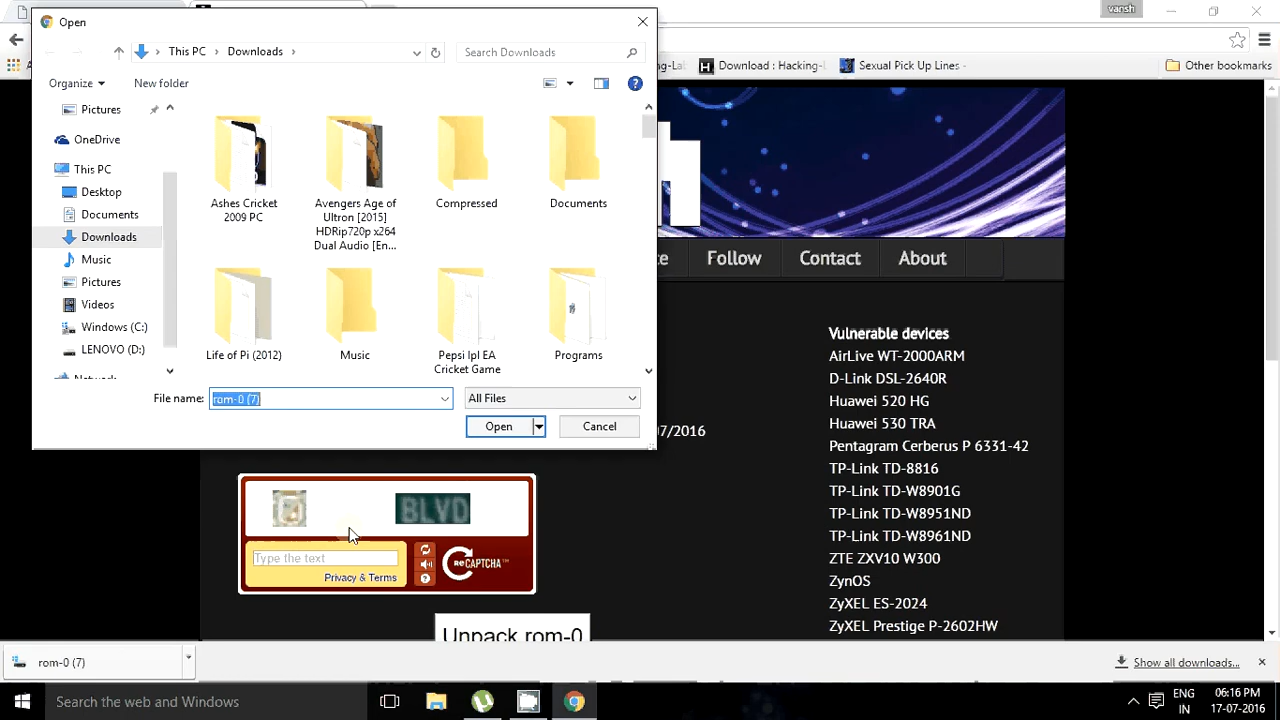 vansh
Open
This PC
Downloads
Search Downloads
Organize
New folder
Pictures
OneDrive
This PC
Desktop
Documents
Downloads
Music
Pictures
Videos
Windows (C:)
LENOVO (D:)
Ashes Cricket
2009 PC
Avengers Age of
Ultron [2015]
HDRip720p x264
Dual Audio [En...
Compressed
Documents
Life of Pi (2012)
Music
Pepsi Ipl EA
Cricket Game
Programs
File name:
rom-0 (7)
All Files
Open
Cancel
Download : Hacking-L
Sexual Pick Up Lines -
Other bookmarks
Follow
Contact
About
Vulnerable devices
AirLive WT-2000ARM
D-Link DSL-2640R
Huawei 520 HG
Huawei 530 TRA
Pentagram Cerberus P 6331-42
TP-Link TD-8816
TP-Link TD-W8901G
TP-Link TD-W8951ND
TP-Link TD-W8961ND
ZTE ZXV10 W300
ZynOS
ZyXEL ES-2024
ZyXEL Prestige P-2602HW
07/2016
BLVD
Type the text
Privacy & Terms
reCAPTCHA™
Unpack rom-0
rom-0 (7)
Show all downloads...
Search the web and Windows
ENG
IN
06:16 PM
17-07-2016